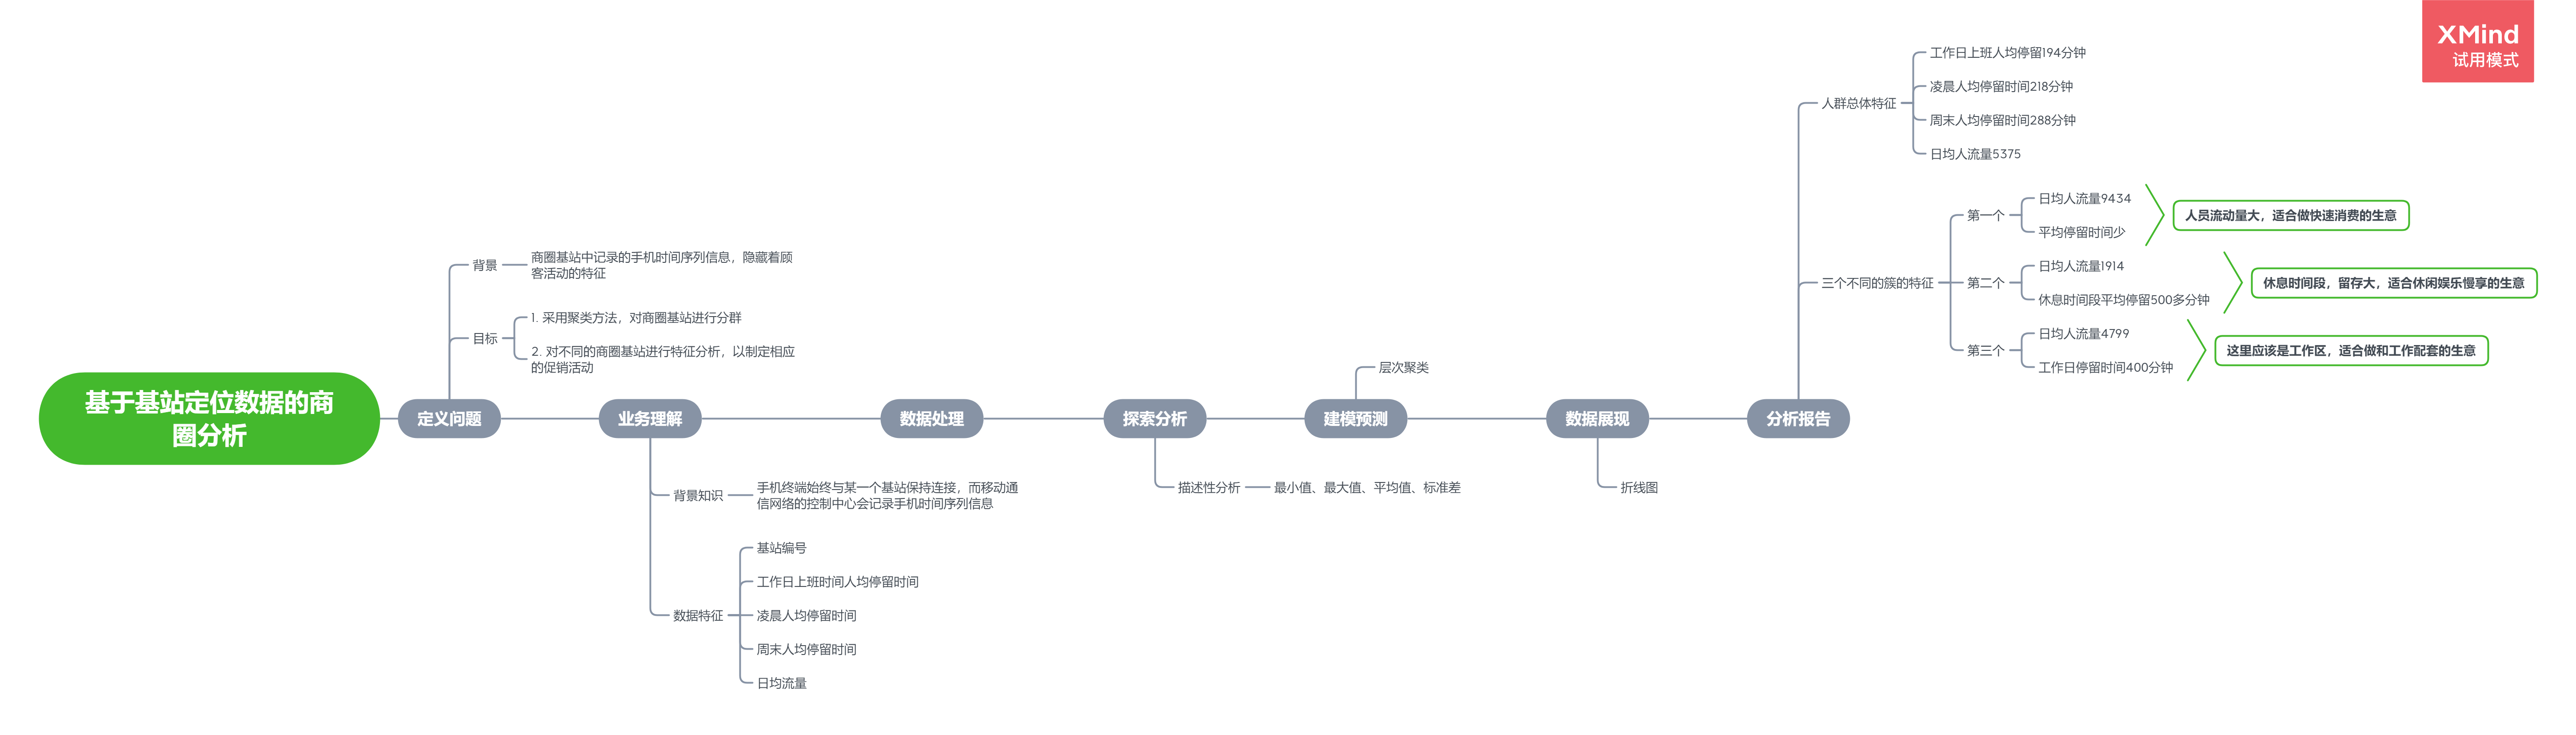 XMind
试用模式
基于基站定位数据的商
圈分析
定义问题
背景
商圈基站中记录的手机时间序列信息，隐藏着顾
客活动的特征
目标
1. 采用聚类方法，对商圈基站进行分群
2. 对不同的商圈基站进行特征分析，以制定相应
的促销活动
业务理解
背景知识
手机终端始终与某一个基站保持连接，而移动通
信网络的控制中心会记录手机时间序列信息
数据特征
基站编号
工作日上班时间人均停留时间
凌晨人均停留时间
周末人均停留时间
日均流量
数据处理
探索分析
描述性分析
最小值、最大值、平均值、标准差
建模预测
层次聚类
数据展现
折线图
分析报告
人群总体特征
工作日上班人均停留194分钟
凌晨人均停留时间218分钟
周末人均停留时间288分钟
日均人流量5375
三个不同的簇的特征
第一个
日均人流量9434
平均停留时间少
人员流动量大，适合做快速消费的生意
第二个
日均人流量1914
休息时间段平均停留500多分钟
休息时间段，留存大，适合休闲娱乐慢享的生意
第三个
日均人流量4799
工作日停留时间400分钟
这里应该是工作区，适合做和工作配套的生意